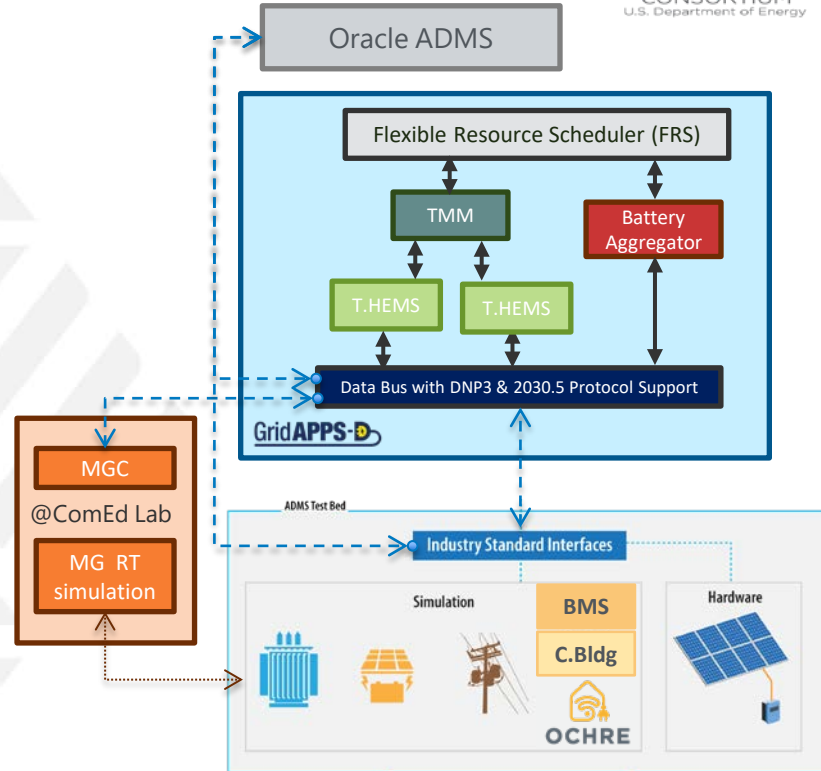 CONSORTIUM
U.S. Department of Energy
Oracle ADMS
Flexible Resource Scheduler (FRS)
TMM
Battery
Aggregator
T.HEMS
T.HEMS
Data Bus with DNP3 & 2030.5 Protocol Support
GridAPPS-D
MGC
@ComEd Lab
MG RT
simulation
ADMS Test Bed
Industry Standard Interfaces
Simulation
BMS
Hardware
C.Bldg
OCHRE